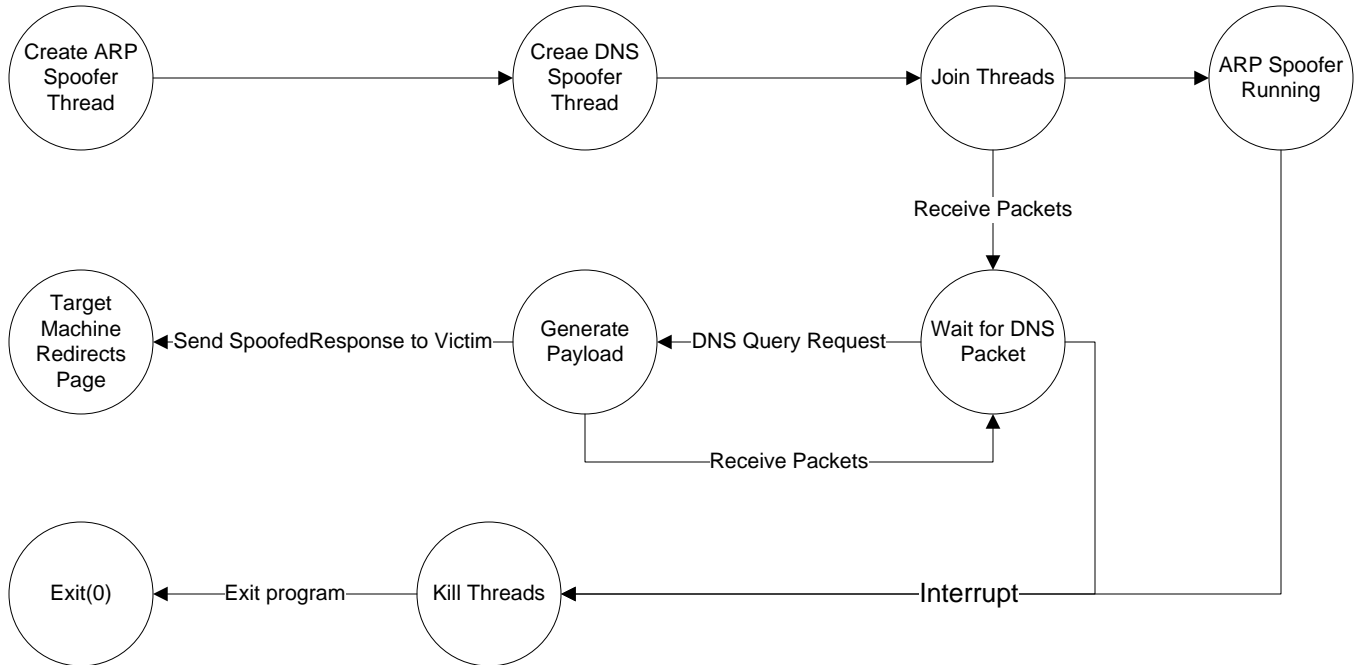 Create ARP
Spoofer
Thread
Creae DNS
Spoofer
Thread
Join Threads
ARP Spoofer
Running
Receive Packets
Target
Machine
Redirects
Page
Send SpoofedResponse to Victim
Generate
Payload
DNS Query Request
Wait for DNS
Packet
Receive Packets
Exit(0)
Exit program
Kill Threads
Interrupt